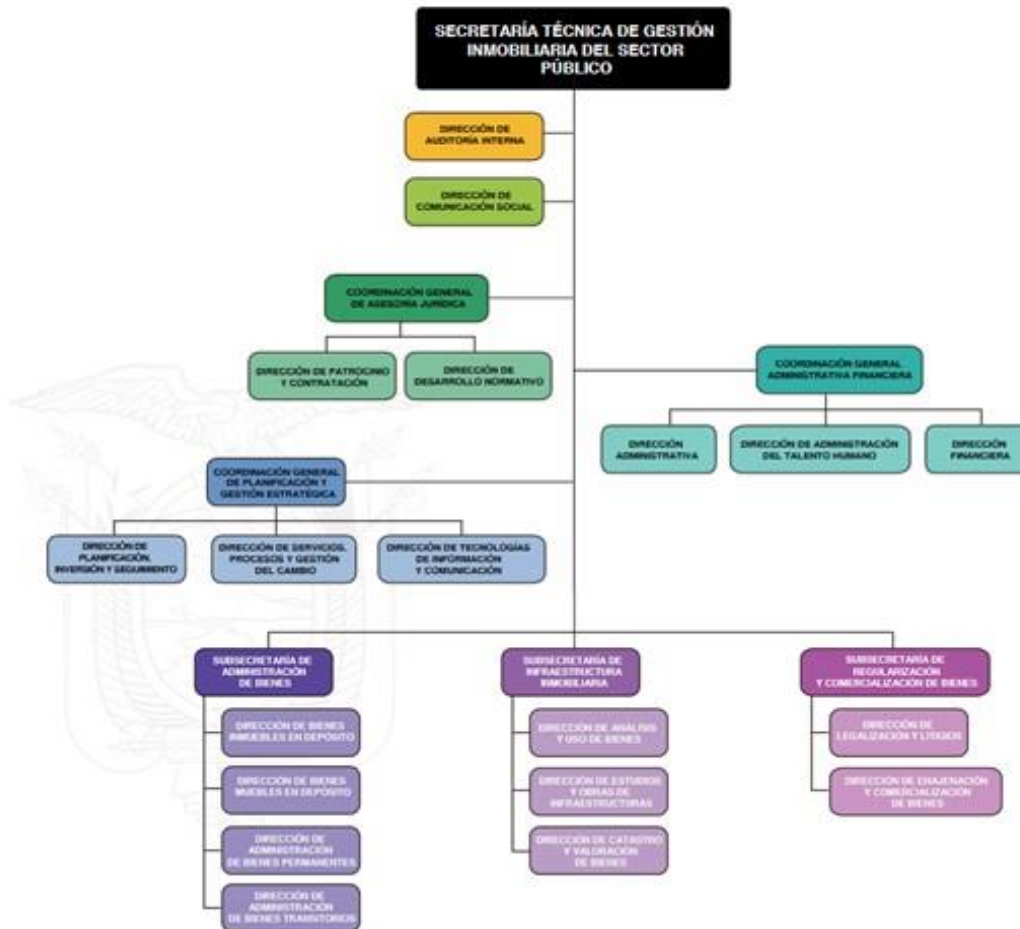 SECRETARÍA TÉCNICA DE GESTIÓN
INMOBILIARIA DEL SECTOR
PÚBLICO
DIRECCIÓN DE
AUDITORÍA INTERNA
DIRECCIÓN DE
COMUNICACIÓN SOCIAL
COORDINACIÓN GENERAL
DE ASESORÍA JURÍDICA
DIRECCIÓN DE PATROCINIO
Y CONTRATACIÓN
DIRECCIÓN DE
DESARROLLO NORMATIVO
COORDINACIÓN GENERAL
ADMINISTRATIVA FINANCIERA
DIRECCIÓN
ADMINISTRATIVA
DIRECCIÓN DE ADMINISTRACIÓN
DEL TALENTO HUMANO
DIRECCIÓN
FINANCIERA
COORDINACIÓN GENERAL
DE PLANIFICACIÓN Y
GESTIÓN ESTRATÉGICA
DIRECCIÓN DE
PLANIFICACIÓN,
INVERSIÓN Y SEGUIMIENTO
DIRECCIÓN DE SERVICIOS,
PROCESOS Y GESTIÓN
DEL CAMBIO
DIRECCIÓN DE TECNOLOGÍAS
DE INFORMACIÓN
Y COMUNICACIÓN
SUBSECRETARÍA DE
ADMINISTRACIÓN
DE BIENES
DIRECCIÓN DE BIENES
INMUEBLES EN DEPÓSITO
DIRECCIÓN DE BIENES
MUEBLES EN DEPÓSITO
DIRECCIÓN DE
ADMINISTRACIÓN
DE BIENES PERMANENTES
DIRECCIÓN DE
ADMINISTRACIÓN
DE BIENES TRANSITORIOS
SUBSECRETARÍA DE
INFRAESTRUCTURA
INMOBILIARIA
DIRECCIÓN DE ANÁLISIS
Y USO DE BIENES
DIRECCIÓN DE ESTUDIOS
Y OBRAS DE
INFRAESTRUCTURAS
DIRECCIÓN DE CATASTRO
Y VALORACIÓN
DE BIENES
SUBSECRETARÍA DE
REGULARIZACIÓN
Y COMERCIALIZACIÓN DE BIENES
DIRECCIÓN DE
LEGALIZACIÓN Y LITIGIOS
DIRECCIÓN DE ENAJENACIÓN
Y COMERCIALIZACIÓN
DE BIENES